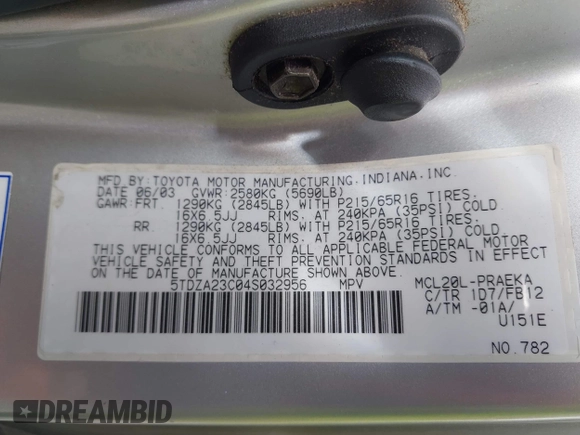 MFD.BY:TOYOTA MOTOR MANUFACTURING.INDIANA.INC.
DATE 06/03 GVWR:2580KG (5690LB)
GAWR:FRT 1290KG (2845LB) WITH P215/65R16 TIRES.
16X6.5JJ RIMS. AT 240KPA (35PSI) COLD
RR 1290KG (2845LB) WITH P215/65R16 TIRES.
16X6.5JJ RIMS. AT 240KPA (35PSI) COLD
THIS VEHICLE CONFORMS TO ALL APPLICABLE FEDERAL MOTOR
VEHICLE SAFETY AND THEFT PREVENTION STANDARDS IN EFFECT
ON THE DATE OF MANUFACTURE SHOWN ABOVE.
5TDZA23C04S032956 MPV MCL20L-PRAEKA
C/TR 1D7/FB12
A/TM -01A/
U151E
NO.782
DREAMBID